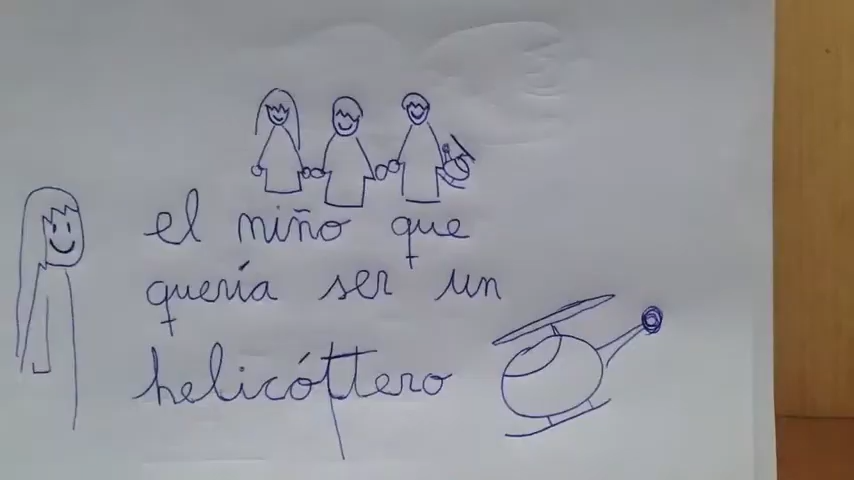 el niño que
quería ser un
helicóttero